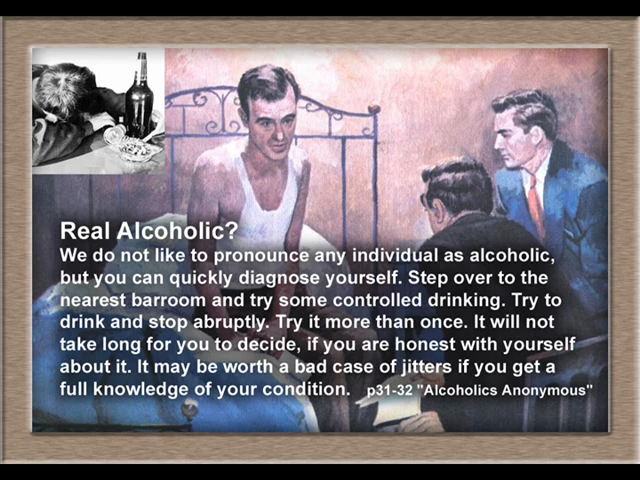 Real Alcoholic?
We do not like to pronounce any individual as alcoholic,
but you can quickly diagnose yourself. Step over to the
nearest barroom and try some controlled drinking. Try to
drink and stop abruptly. Try it more than once. It will not
take long for you to decide, if you are honest with yourself
about it. It may be worth a bad case of jitters if you get a
full knowledge of your condition. p31-32 "Alcoholics Anonymous"